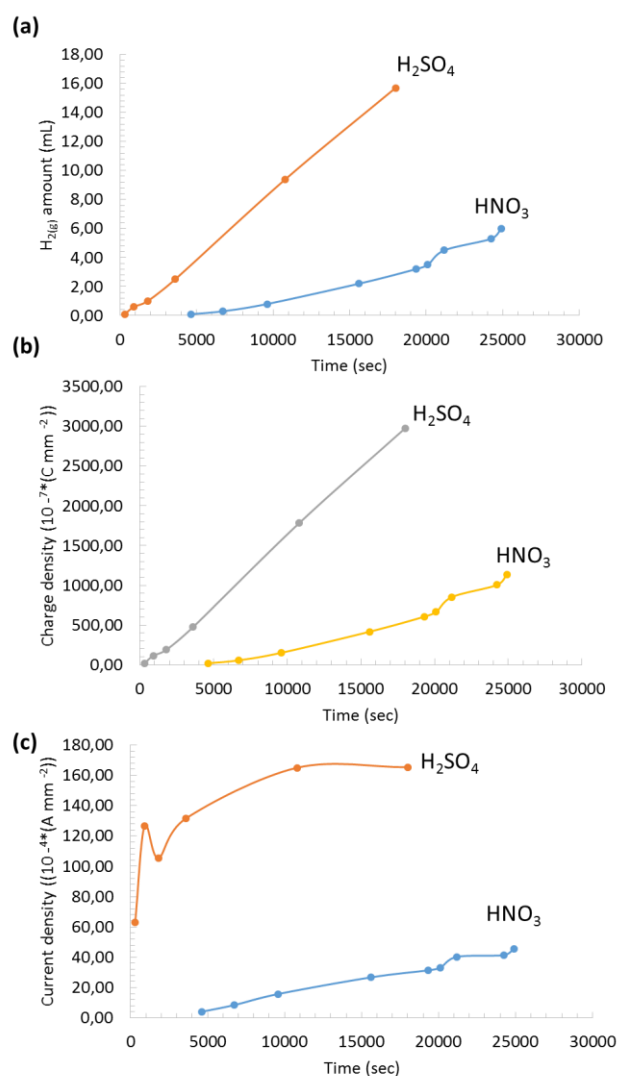 (a)
H₂(g) amount (mL)
18,00
16,00
14,00
12,00
10,00
8,00
6,00
4,00
2,00
0,00
H₂SO₄
HNO₃
0 5000 10000 15000 20000 25000 30000
Time (sec)
(b)
Charge density (10 -⁷*(C mm -²))
3500,00
3000,00
2500,00
2000,00
1500,00
1000,00
500,00
0,00
H₂SO₄
HNO₃
0 5000 10000 15000 20000 25000 30000
Time (sec)
(c)
Current density ((10 -⁴*(A mm -²))
180,00
160,00
140,00
120,00
100,00
80,00
60,00
40,00
20,00
0,00
H₂SO₄
HNO₃
0 5000 10000 15000 20000 25000 30000
Time (sec)